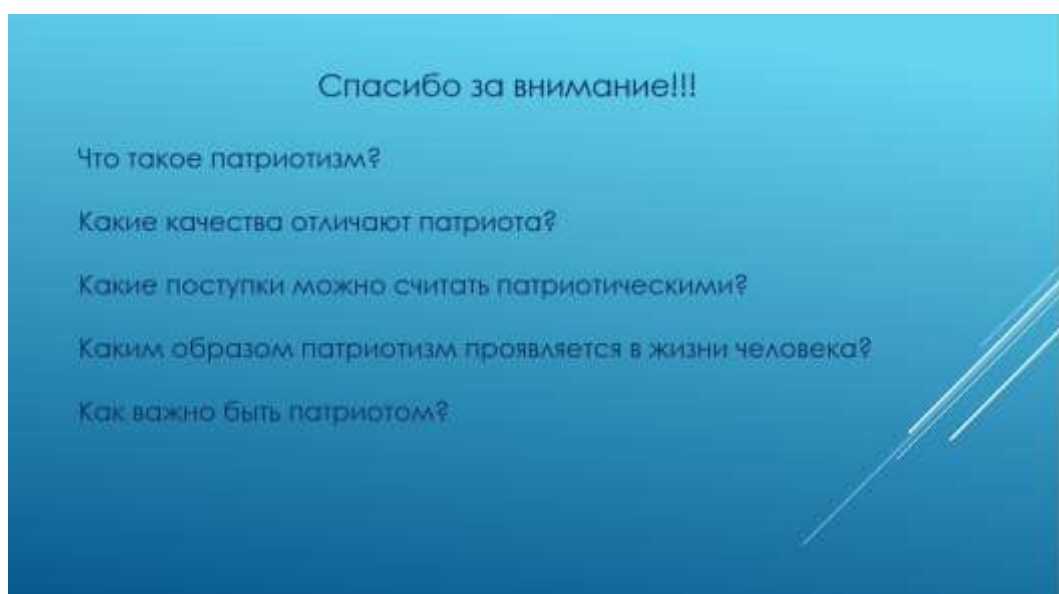 Спасибо за внимание!!!
Что такое патриотизм?
Какие качества отличают патриота?
Какие поступки можно считать патриотическими?
Каким образом патриотизм проявляется в жизни человека?
Как важно быть патриотом?